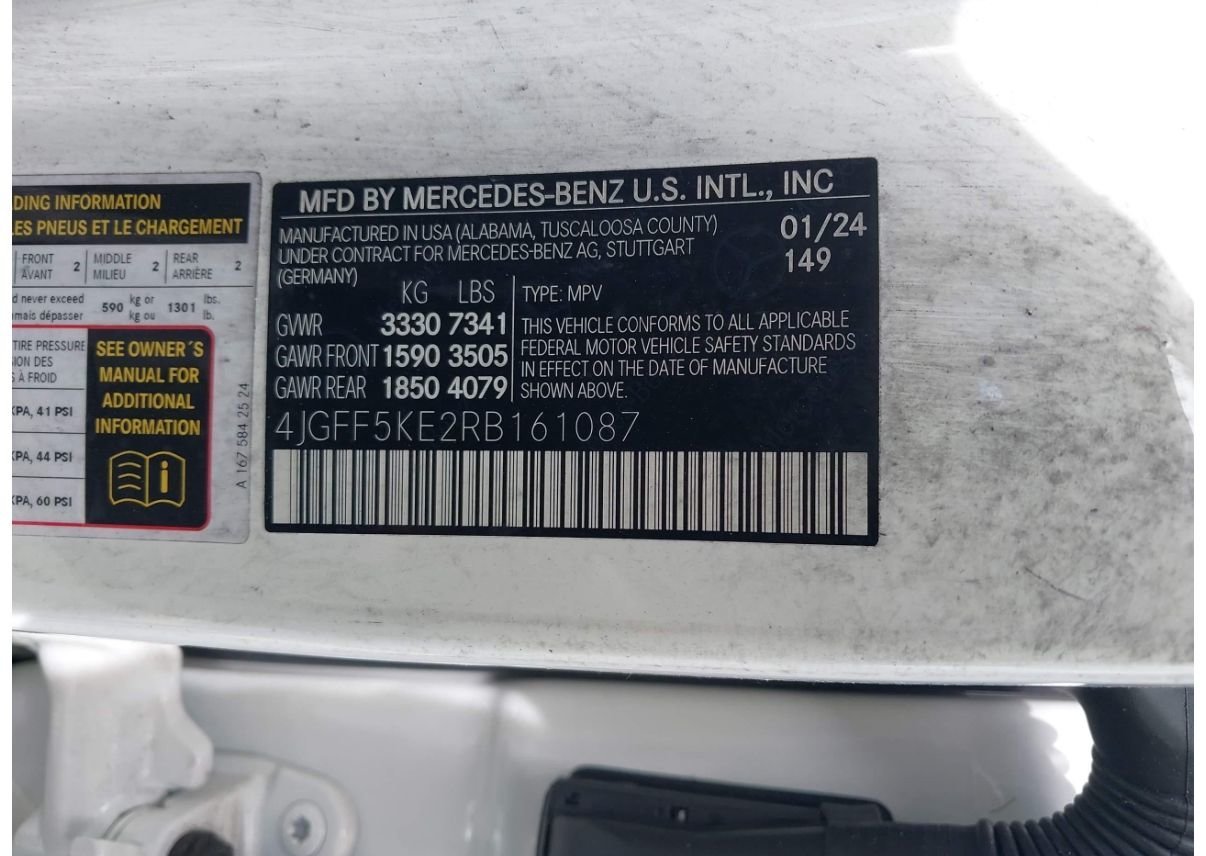 DING INFORMATION
LES PNEUS ET LE CHARGEMENT
FRONT AVANT 2 MIDDLE MILIEU 2 REAR ARRIÈRE 2
never exceed 590 kg or 1301 lbs.
mais dépasser kg ou lb.
TIRE PRESSURE
ION DES
À FROID
KPA, 41 PSI
KPA, 44 PSI
KPA, 60 PSI
SEE OWNER´S
MANUAL FOR
ADDITIONAL
INFORMATION
i
A 167 584 25 24
MFD BY MERCEDES-BENZ U.S. INTL., INC
MANUFACTURED IN USA (ALABAMA, TUSCALOOSA COUNTY) 01/24
UNDER CONTRACT FOR MERCEDES-BENZ AG, STUTTGART 149
(GERMANY)
KG LBS
GVWR 3330 7341
GAWR FRONT 1590 3505
GAWR REAR 1850 4079
TYPE: MPV
THIS VEHICLE CONFORMS TO ALL APPLICABLE
FEDERAL MOTOR VEHICLE SAFETY STANDARDS
IN EFFECT ON THE DATE OF MANUFACTURE
SHOWN ABOVE.
4JGFF5KE2RB161087